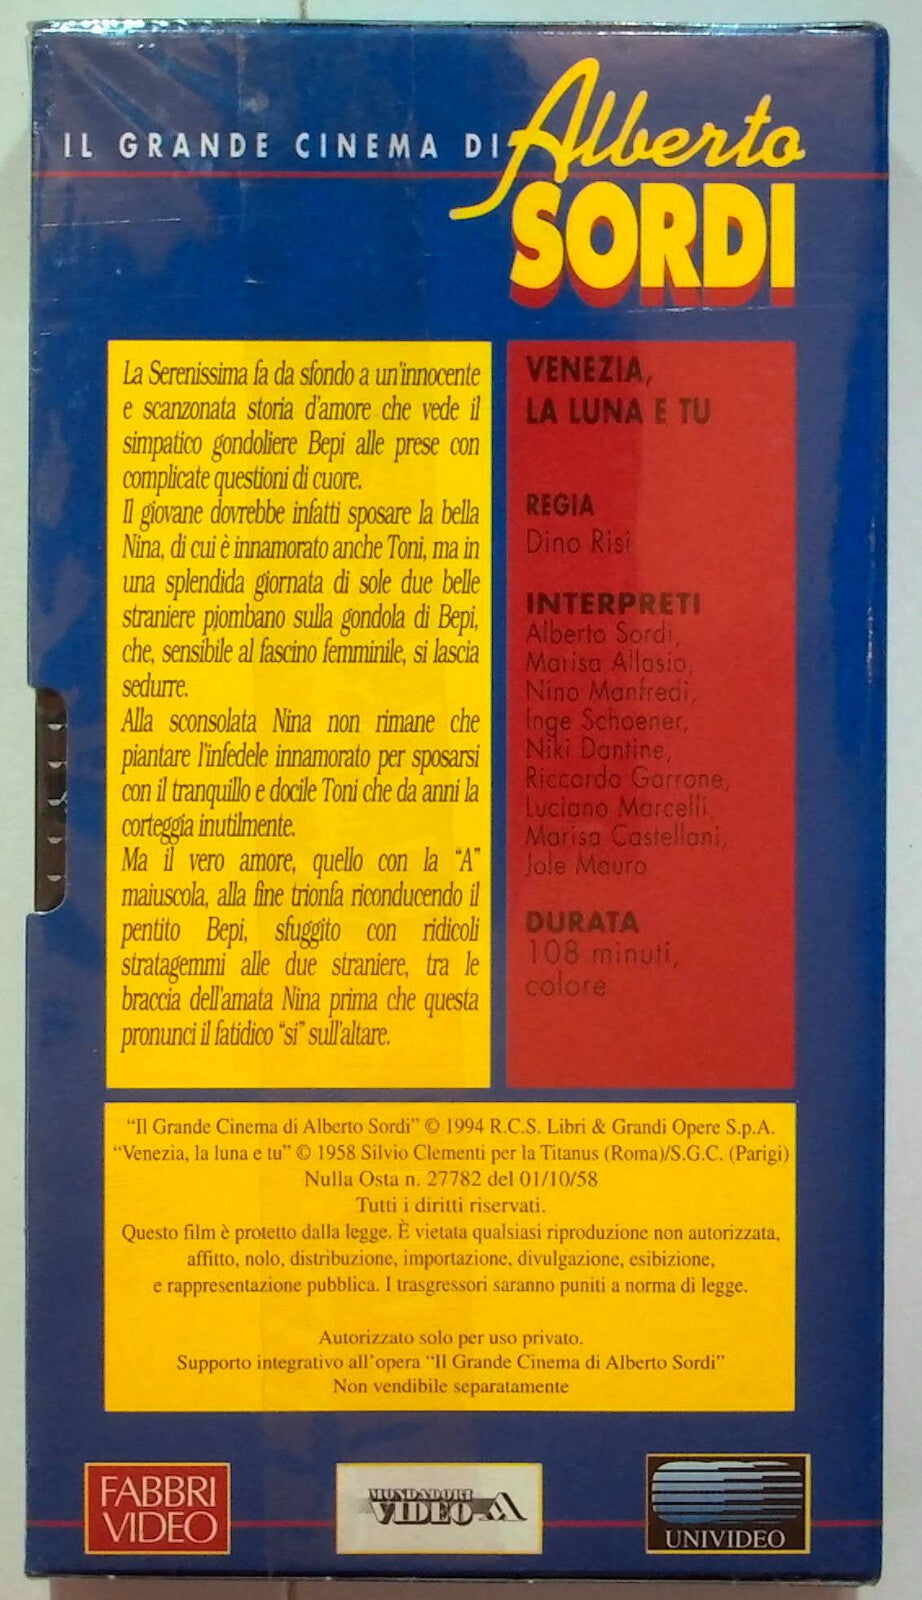 IL GRANDE CINEMA DI Alberto
SORDI
La Serenissima fa da sfondo a un'innocente
e scanzonata storia d'amore che vede il
simpatico gondoliere Bepi alle prese con
complicate questioni di cuore.
Il giovane dovrebbe infatti sposare la bella
Nina, di cui è innamorato anche Toni, ma in
una splendida giornata di sole due belle
straniere piombano sulla gondola di Bepi,
che, sensibile al fascino femminile, si lascia
sedurre.
Alla sconsolata Nina non rimane che
piantare l'infedele innamorato per sposarsi
con il tranquillo e docile Toni che da anni la
corteggia inutilmente.
Ma il vero amore, quello con la "A"
maiuscola, alla fine trionfa riconducendo il
pentito Bepi, sfuggito con ridicoli
stratagemmi alle due straniere, tra le
braccia dell'amata Nina prima che questa
pronunci il fatidico "si" sull'altare.
VENEZIA,
LA LUNA E TU
REGIA
Dino Risi
INTERPRETI
Alberto Sordi,
Marisa Allasio,
Nino Manfredi,
Inge Schoener,
Niki Dantine,
Riccardo Garrone,
Luciano Marcelli,
Marisa Castellani,
Jole Mauro
DURATA
108 minuti,
colore
"Il Grande Cinema di Alberto Sordi" © 1994 R.C.S. Libri & Grandi Opere S.p.A.
"Venezia, la luna e tu" © 1958 Silvio Clementi per la Titanus (Roma)/S.G.C. (Parigi)
Nulla Osta n. 27782 del 01/10/58
Tutti i diritti riservati.
Questo film è protetto dalla legge. È vietata qualsiasi riproduzione non autorizzata,
affitto, nolo, distribuzione, importazione, divulgazione, esibizione,
e rappresentazione pubblica. I trasgressori saranno puniti a norma di legge.
Autorizzato solo per uso privato.
Supporto integrativo all'opera "Il Grande Cinema di Alberto Sordi"
Non vendibile separatamente
FABBRI
VIDEO
MONDADORI
VIDEO
UNIVIDEO